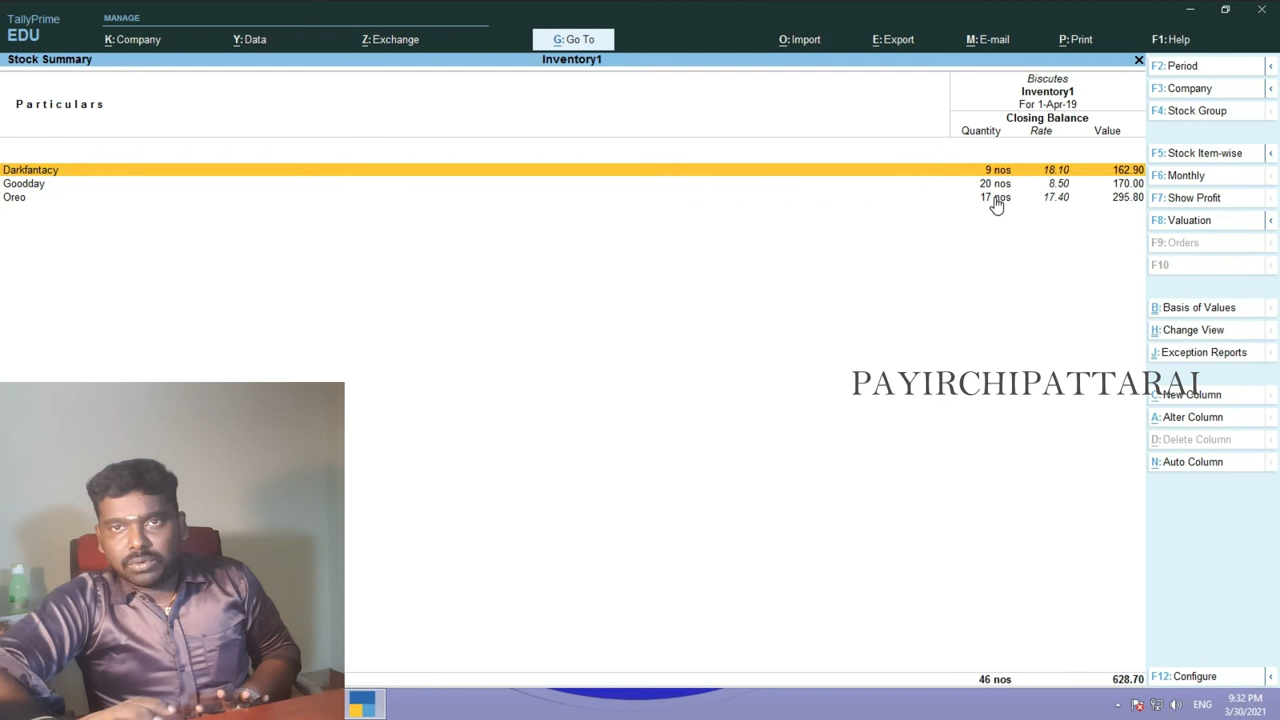 TallyPrime
EDU
MANAGE
K: Company
Y: Data
Z: Exchange
G: Go To
O: Import
E: Export
M: E-mail
P: Print
F1: Help
Stock Summary
Inventory1
Particulars
Biscutes
Inventory1
For 1-Apr-19
Closing Balance
Quantity Rate Value
Darkfantacy 9 nos 18.10 162.90
Goodday 20 nos 8.50 170.00
Oreo 17 nos 17.40 295.80
46 nos 628.70
F2: Period
F3: Company
F4: Stock Group
F5: Stock Item-wise
F6: Monthly
F7: Show Profit
F8: Valuation
F9: Orders
F10
B: Basis of Values
H: Change View
J: Exception Reports
PAYIRCHIPATTARAI
C: New Column
A: Alter Column
D: Delete Column
N: Auto Column
F12: Configure
ENG
9:32 PM
3/30/2021